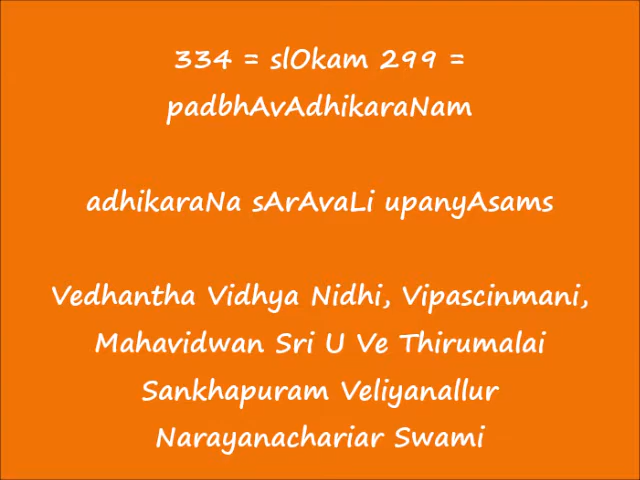 334 = slOkam 299 =
padbhAvAdhikaraNam
adhikaraNa sArAvaLi upanyAsams
Vedhantha Vidhya Nidhi, Vipascinmani,
Mahavidwan Sri U Ve Thirumalai
Sankhapuram Veliyanallur
Narayanachariar Swami